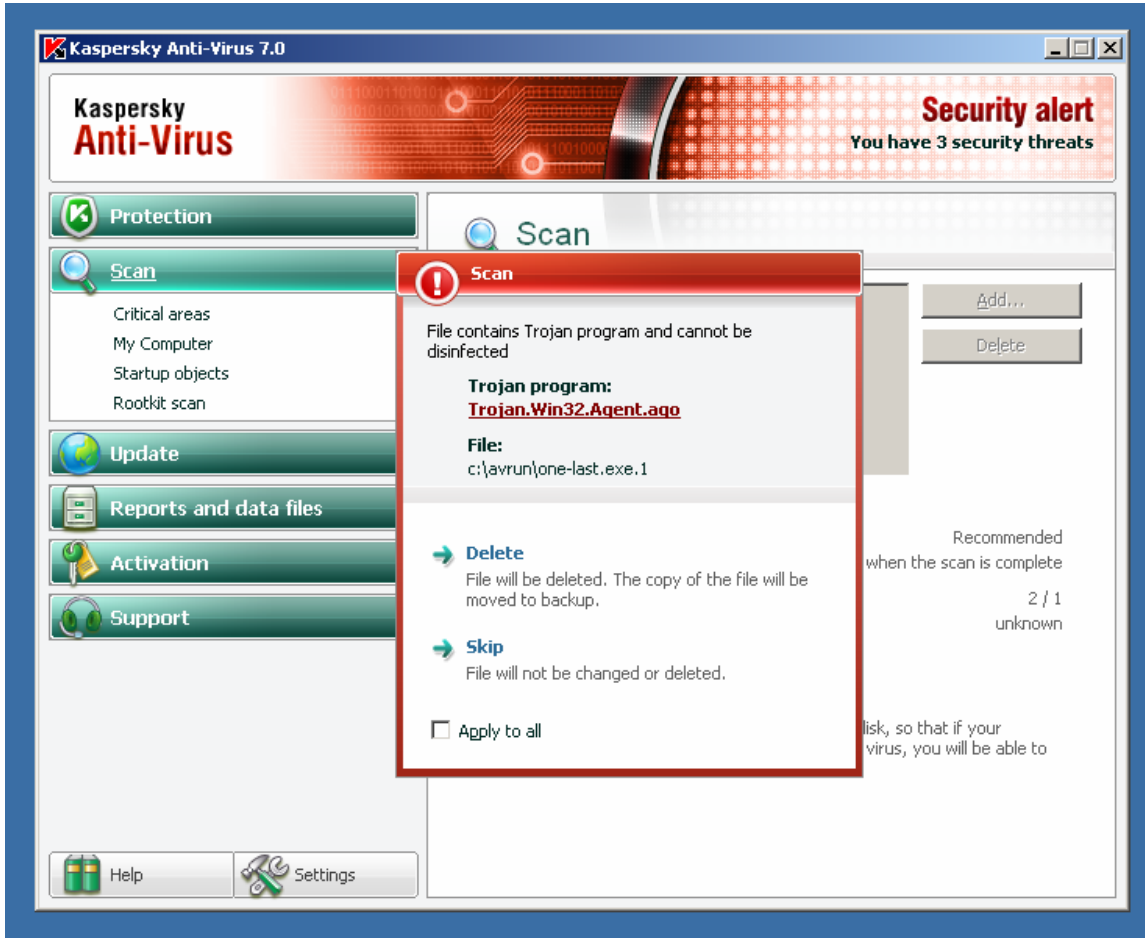 Kaspersky Anti-Virus 7.0
Kaspersky
Anti-Virus
Security alert
You have 3 security threats
Protection
Scan
Critical areas
My Computer
Startup objects
Rootkit scan
Update
Reports and data files
Activation
Support
Help
Settings
Scan
Add...
Delete
Recommended
when the scan is complete
2 / 1
unknown
disk, so that if your
virus, you will be able to
Scan
File contains Trojan program and cannot be
disinfected
Trojan program:
Trojan.Win32.Agent.aqo
File:
c:\avrun\one-last.exe.1
Delete
File will be deleted. The copy of the file will be
moved to backup.
Skip
File will not be changed or deleted.
Apply to all